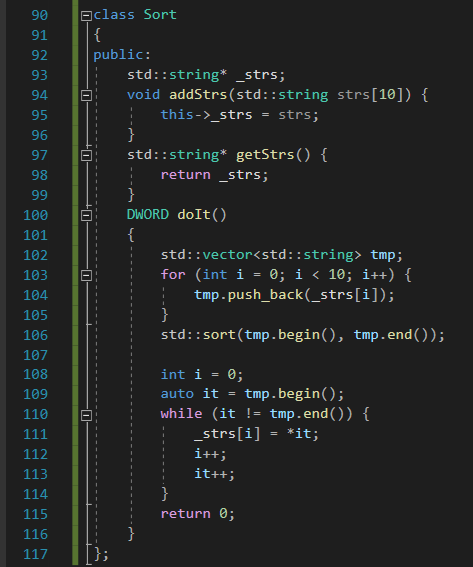 90 class Sort
91 {
92 public:
93 std::string* _strs;
94 void addStrs(std::string strs[10]) {
95 this->_strs = strs;
96 }
97 std::string* getStrs() {
98 return _strs;
99 }
100 DWORD doIt()
101 {
102 std::vector<std::string> tmp;
103 for (int i = 0; i < 10; i++) {
104 tmp.push_back(_strs[i]);
105 }
106 std::sort(tmp.begin(), tmp.end());
107
108 int i = 0;
109 auto it = tmp.begin();
110 while (it != tmp.end()) {
111 _strs[i] = *it;
112 i++;
113 it++;
114 }
115 return 0;
116 }
117 };